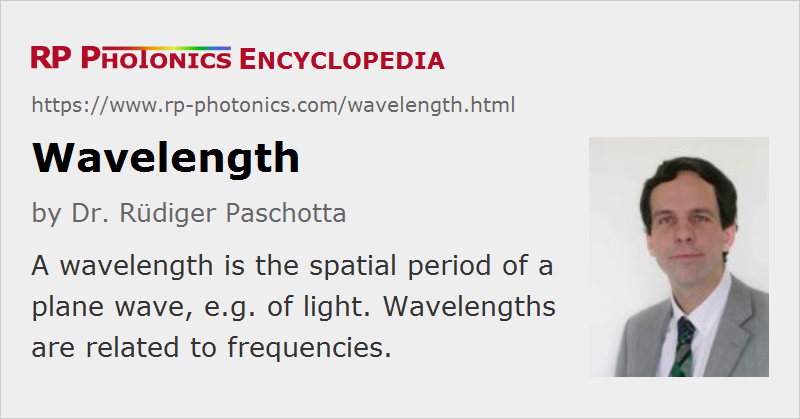 RP PHOTONICS ENCYCLOPEDIA
https://www.rp-photonics.com/wavelength.html
Wavelength
by Dr. Rüdiger Paschotta
A wavelength is the spatial period of a
plane wave, e.g. of light. Wavelengths
are related to frequencies.